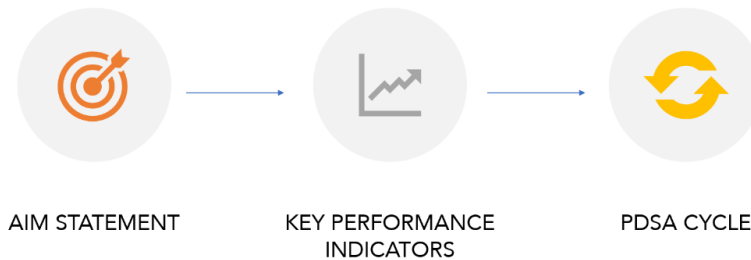 AIM STATEMENT
KEY PERFORMANCE
INDICATORS
PDSA CYCLE